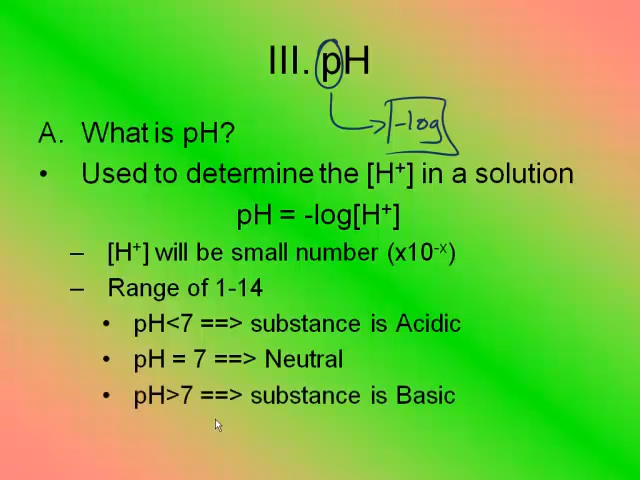 III. pH
-log
A. What is pH?
• Used to determine the [H⁺] in a solution
pH = -log[H⁺]
– [H⁺] will be small number (x10⁻ˣ)
– Range of 1-14
• pH<7 ==> substance is Acidic
• pH = 7 ==> Neutral
• pH>7 ==> substance is Basic